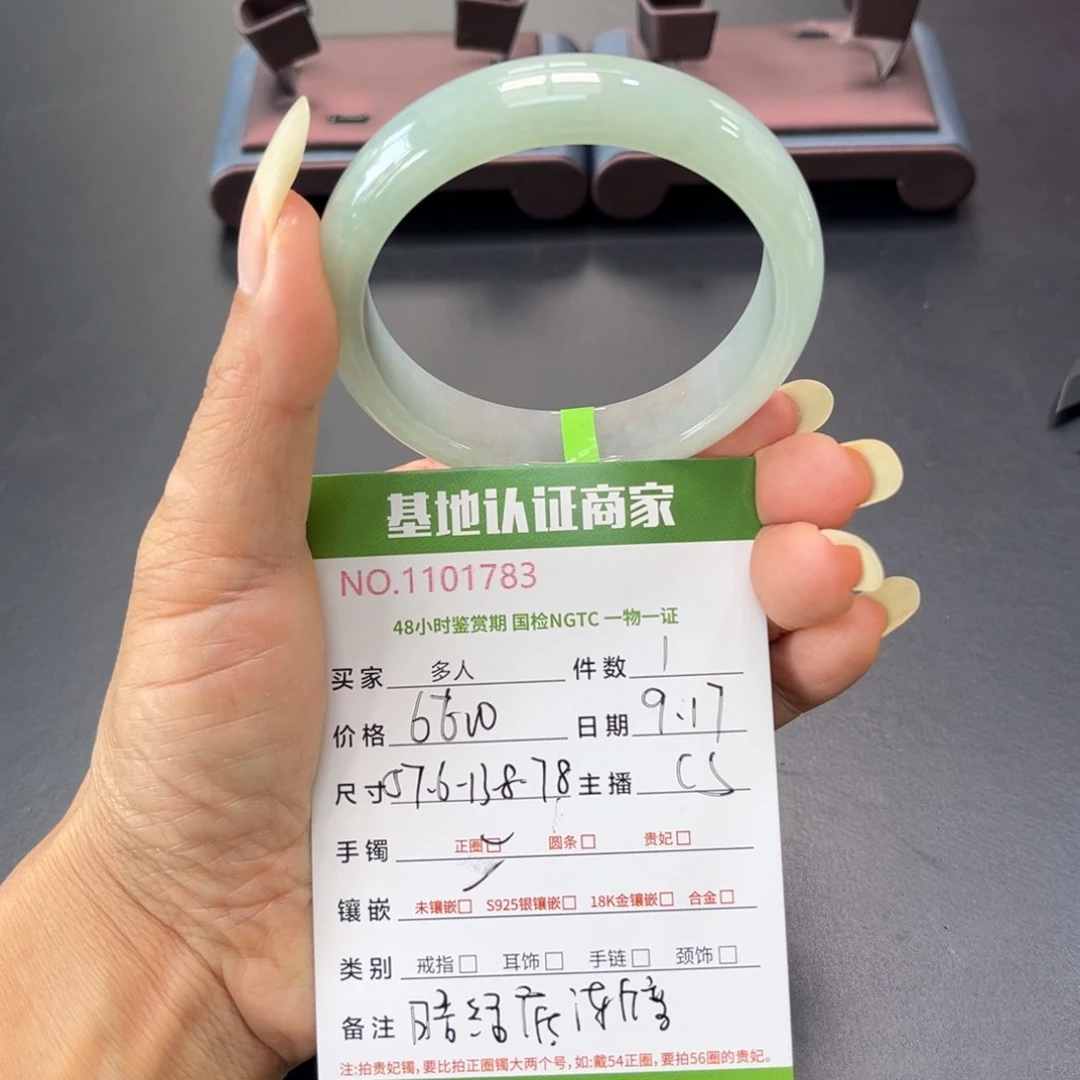 基地认证商家
NO.1101783
48小时鉴赏期 国检NGTC 一物一证
买家 多人 件数 1
价格 日期 9.17
尺寸 57.6-13.8-7.8 主播 CS
手镯 正圈☑ 圆条□ 贵妃□
镶嵌 未镶嵌□ S925银镶嵌□ 18K金镶嵌□ 合金□
类别 戒指□ 耳饰□ 手链□ 颈饰□
备注
注:拍贵妃镯,要比拍正圈镯大两个号,如:戴54正圈,要拍56圈的贵妃。